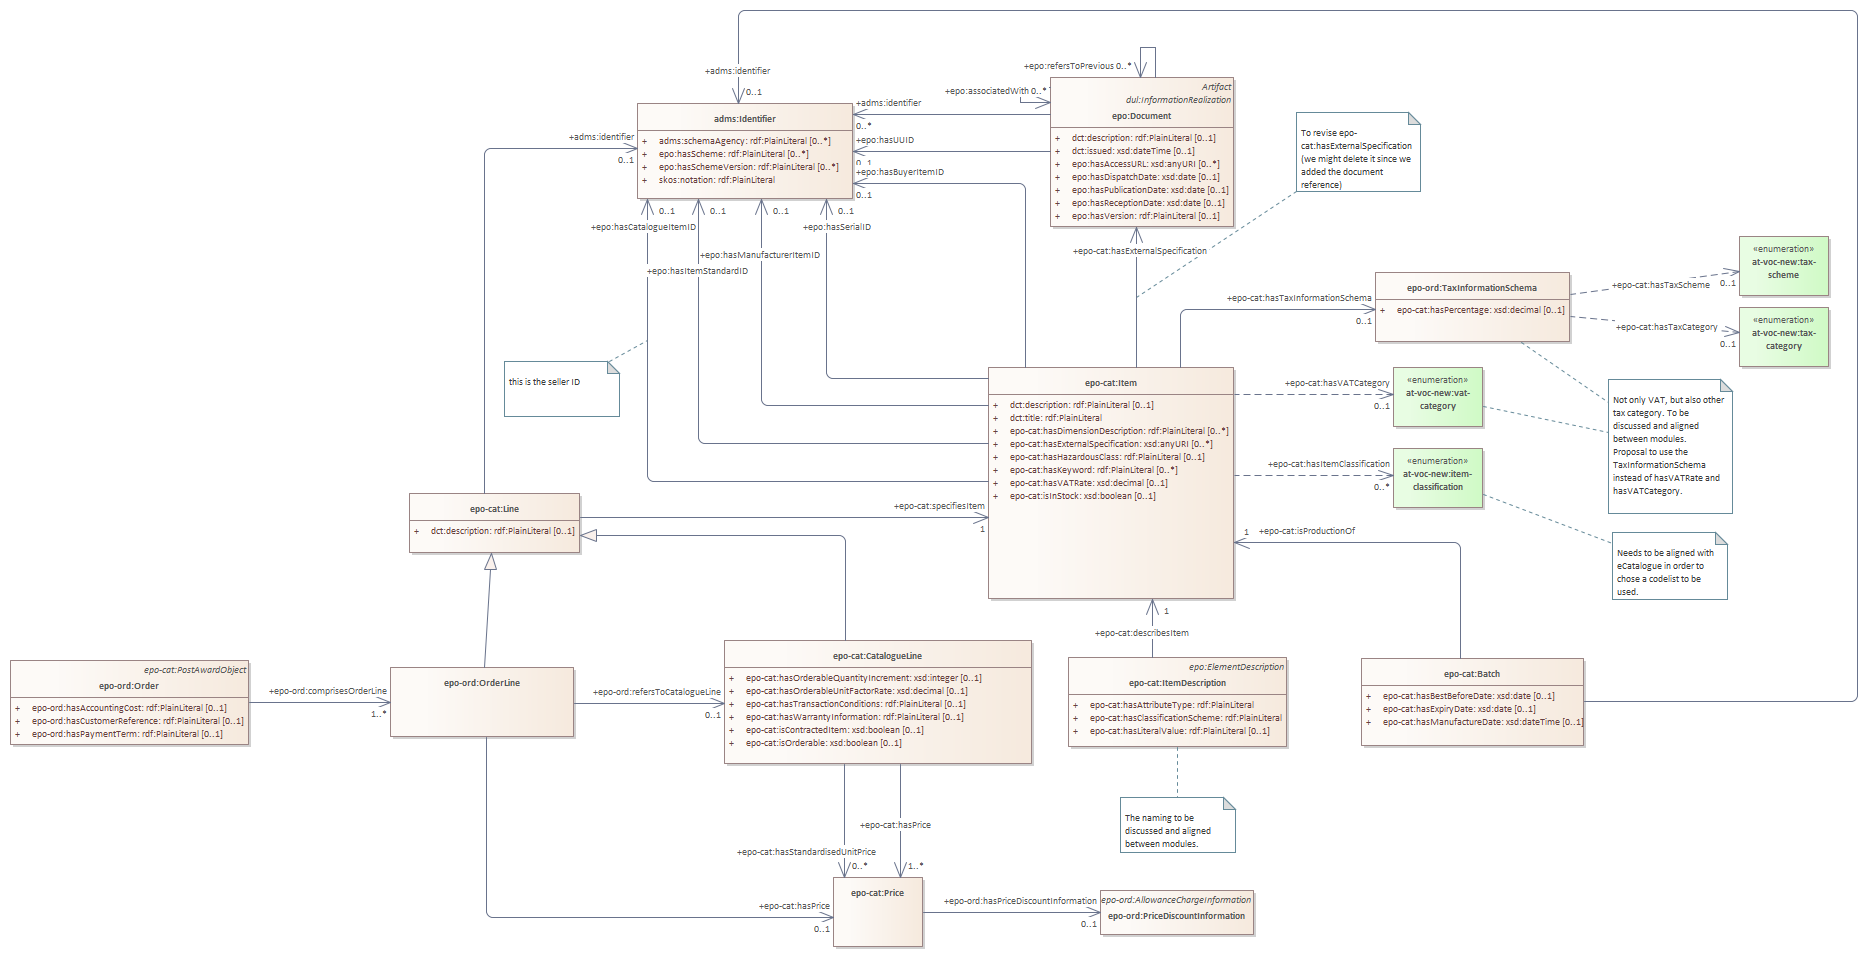 +adms:identifier
0..1
+epo:refersToPrevious 0..*
+epo:associatedWith 0..*
Artifact
dul:InformationRealization
epo:Document
+ dct:description: rdf:PlainLiteral [0..1]
+ dct:issued: xsd:dateTime [0..1]
+ epo:hasAccessURL: xsd:anyURI [0..*]
+ epo:hasDispatchDate: xsd:date [0..1]
+ epo:hasPublicationDate: xsd:date [0..1]
+ epo:hasReceptionDate: xsd:date [0..1]
+ epo:hasVersion: rdf:PlainLiteral [0..1]
adms:Identifier
+ adms:schemaAgency: rdf:PlainLiteral [0..*]
+ epo:hasScheme: rdf:PlainLiteral [0..*]
+ epo:hasSchemeVersion: rdf:PlainLiteral [0..*]
+ skos:notation: rdf:PlainLiteral
+adms:identifier
0..*
+epo:hasUUID
0..1
+epo:hasBuyerItemID
0..1
+adms:identifier
0..1
0..1
0..1
0..1
0..1
+epo:hasCatalogueItemID
+epo:hasSerialID
+epo:hasManufacturerItemID
+epo:hasItemStandardID
+epo-cat:hasExternalSpecification
To revise epo-
cat:hasExternalSpecification
(we might delete it since we
added the document
reference)
«enumeration»
at-voc-new:tax-
scheme
+epo-cat:hasTaxScheme
0..1
epo-ord:TaxInformationSchema
+ epo-cat:hasPercentage: xsd:decimal [0..1]
+epo-cat:hasTaxInformationSchema
0..1
«enumeration»
at-voc-new:tax-
category
+epo-cat:hasTaxCategory
0..1
this is the seller ID
epo-cat:Item
+ dct:description: rdf:PlainLiteral [0..1]
+ dct:title: rdf:PlainLiteral
+ epo-cat:hasDimensionDescription: rdf:PlainLiteral [0..*]
+ epo-cat:hasExternalSpecification: xsd:anyURI [0..*]
+ epo-cat:hasHazardousClass: rdf:PlainLiteral [0..1]
+ epo-cat:hasKeyword: rdf:PlainLiteral [0..*]
+ epo-cat:hasVATRate: xsd:decimal [0..1]
+ epo-cat:isInStock: xsd:boolean [0..1]
+epo-cat:hasVATCategory
0..1
«enumeration»
at-voc-new:vat-
category
+epo-cat:hasItemClassification
0..*
«enumeration»
at-voc-new:item-
classification
Not only VAT, but also other
tax category. To be
discussed and aligned
between modules.
Proposal to use the
TaxInformationSchema
instead of hasVATRate and
hasVATCategory.
Needs to be aligned with
eCatalogue in order to
chose a codelist to be
used.
epo-cat:Line
+ dct:description: rdf:PlainLiteral [0..1]
+epo-cat:specifiesItem
1
1
+epo-cat:isProductionOf
1
+epo-cat:describesItem
epo-cat:PostAwardObject
epo-ord:Order
+ epo-ord:hasAccountingCost: rdf:PlainLiteral [0..1]
+ epo-ord:hasCustomerReference: rdf:PlainLiteral [0..1]
+ epo-ord:hasPaymentTerm: rdf:PlainLiteral [0..1]
+epo-ord:comprisesOrderLine
1..*
epo-ord:OrderLine
+epo-ord:refersToCatalogueLine
0..1
epo-cat:CatalogueLine
+ epo-cat:hasOrderableQuantityIncrement: xsd:integer [0..1]
+ epo-cat:hasOrderableUnitFactorRate: xsd:decimal [0..1]
+ epo-cat:hasTransactionConditions: rdf:PlainLiteral [0..1]
+ epo-cat:hasWarrantyInformation: rdf:PlainLiteral [0..1]
+ epo-cat:isContractedItem: xsd:boolean [0..1]
+ epo-cat:isOrderable: xsd:boolean [0..1]
epo:ElementDescription
epo-cat:ItemDescription
+ epo-cat:hasAttributeType: rdf:PlainLiteral
+ epo-cat:hasClassificationScheme: rdf:PlainLiteral
+ epo-cat:hasLiteralValue: rdf:PlainLiteral [0..1]
epo-cat:Batch
+ epo-cat:hasBestBeforeDate: xsd:date [0..1]
+ epo-cat:hasExpiryDate: xsd:date [0..1]
+ epo-cat:hasManufactureDate: xsd:dateTime [0..1]
The naming to be
discussed and aligned
between modules.
+epo-cat:hasPrice
+epo-cat:hasStandardisedUnitPrice
0..*
1..*
epo-cat:Price
+epo-cat:hasPrice
0..1
+epo-ord:hasPriceDiscountInformation
0..1
epo-ord:AllowanceChargeInformation
epo-ord:PriceDiscountInformation